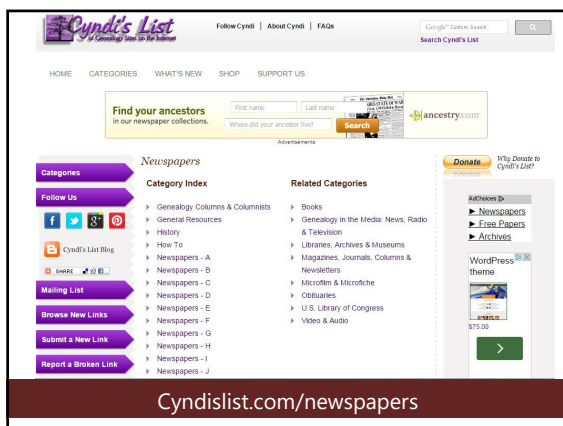 Cyndi's List
of Genealogy Sites on the Internet
Follow Cyndi | About Cyndi | FAQs
Google™ Custom Search
Search Cyndi's List
HOME CATEGORIES WHAT'S NEW SHOP SUPPORT US
Find your ancestors
in our newspaper collections.
First name Last name
Where did your ancestor live? Search
ancestry.com
Advertisements
Categories
Follow Us
Cyndi's List Blog
SHARE
Mailing List
Browse New Links
Submit a New Link
Report a Broken Link
Newspapers
Category Index
Genealogy Columns & Columnists
General Resources
History
How To
Newspapers - A
Newspapers - B
Newspapers - C
Newspapers - D
Newspapers - E
Newspapers - F
Newspapers - G
Newspapers - H
Newspapers - I
Newspapers - J
Related Categories
Books
Genealogy in the Media: News, Radio
& Television
Libraries, Archives & Museums
Magazines, Journals, Columns &
Newsletters
Microfilm & Microfiche
Obituaries
U.S. Library of Congress
Video & Audio
Donate
Why Donate to
Cyndi's List?
AdChoices
► Newspapers
► Free Papers
► Archives
WordPress
theme
$75.00
Cyndislist.com/newspapers